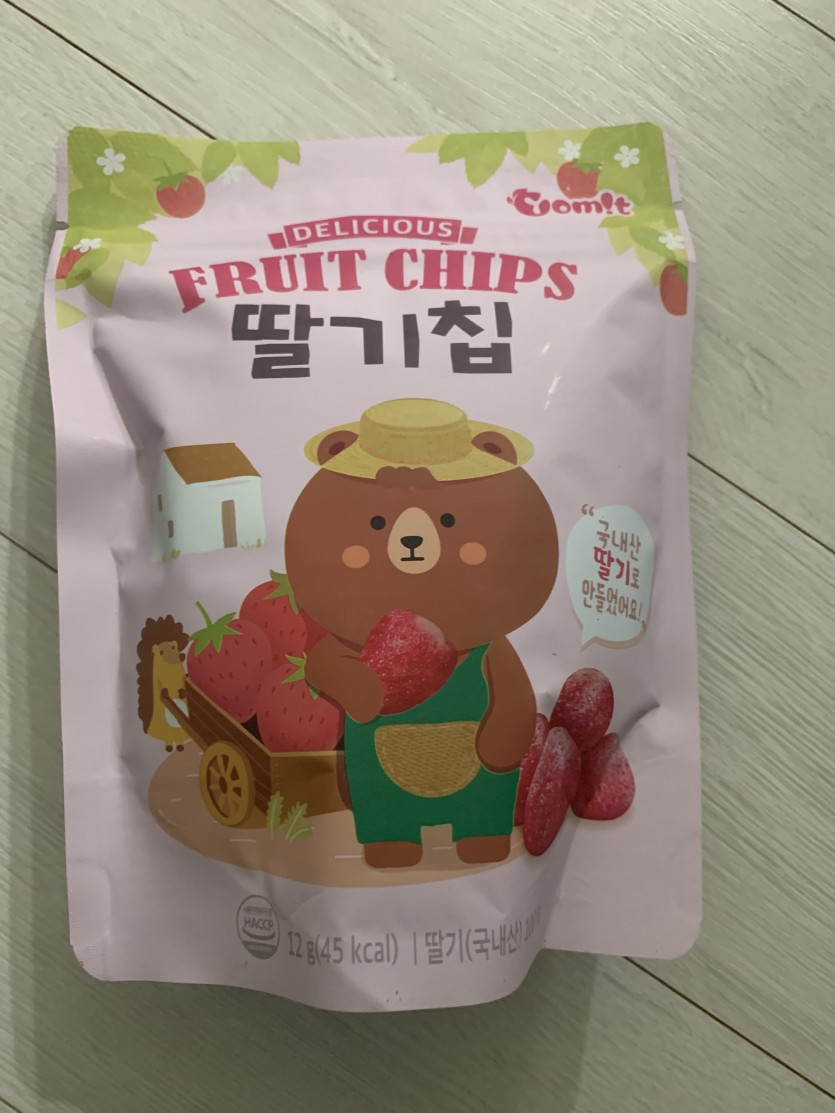 Tom!t
DELICIOUS
FRUIT CHIPS
딸기칩
“국내산
딸기로
만들었어요!”
HACCP
12 g(45 kcal) | 딸기(국내산)